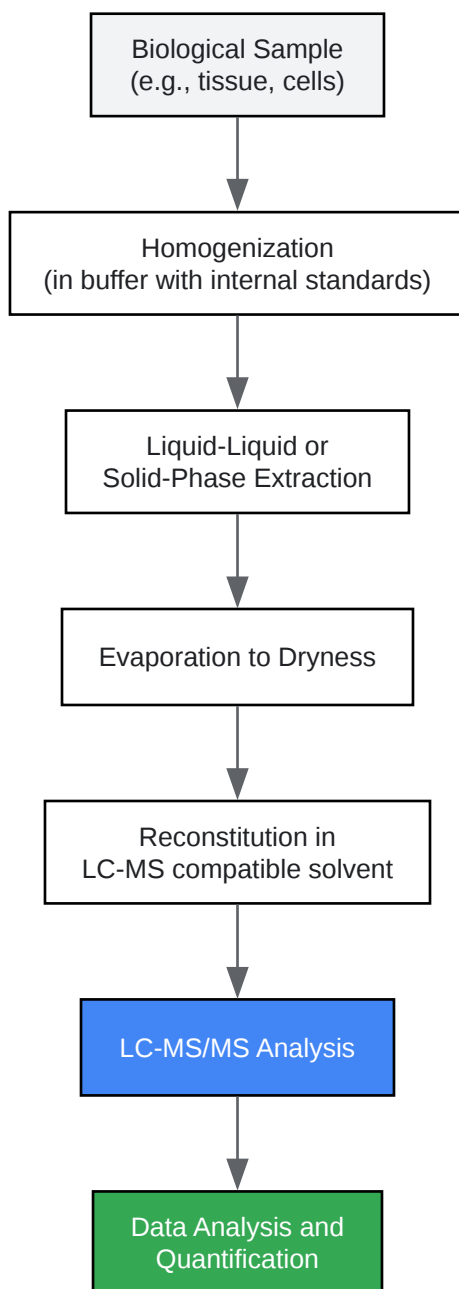 Biological Sample
(e.g., tissue, cells)
Homogenization
(in buffer with internal standards)
Liquid-Liquid or
Solid-Phase Extraction
Evaporation to Dryness
Reconstitution in
LC-MS compatible solvent
LC-MS/MS Analysis
Data Analysis and
Quantification